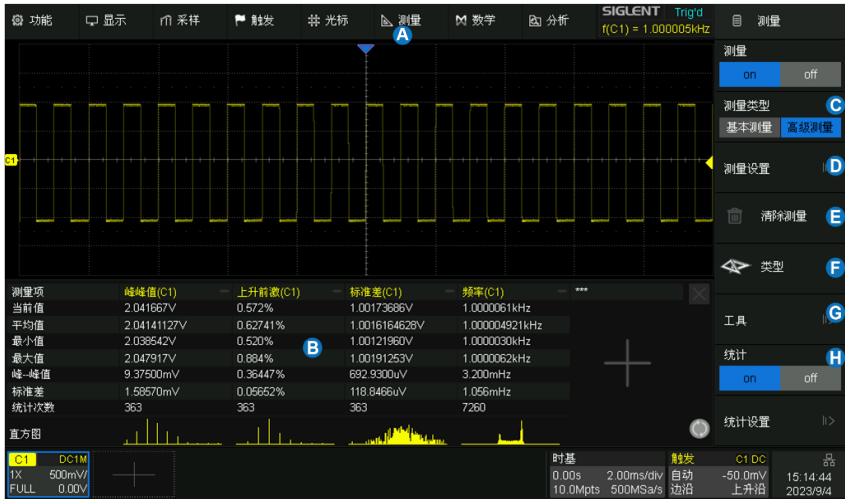 功能 显示 采样 触发 光标 测量 数学 分析
SIGLENT Trig'd
f(C1) = 1.000005kHz
测量
A
测量
on off
测量类型 C
基本测量 高级测量
测量设置 D
清除测量 E
类型 F
工具 G
统计 H
on off
统计设置
C1
测量项 峰峰值(C1) 上升前激(C1) 标准差(C1) 频率(C1) ***
当前值 2.041667V 0.572% 1.00173686V 1.0000061kHz
平均值 2.04141127V 0.62741% 1.0016164628V 1.000004921kHz
最小值 2.038542V 0.520% 1.00121960V 1.0000030kHz
B
最大值 2.047917V 0.884% 1.00191253V 1.0000062kHz
峰--峰值 9.37500mV 0.36447% 692.9300uV 3.200mHz
标准差 1.58570mV 0.05652% 118.8466uV 1.056mHz
统计次数 363 363 363 7260
直方图
C1 DC1M
1X 500mV/
FULL 0.00V
时基
0.00s 2.00ms/div
10.0Mpts 500MSa/s
触发 C1 DC
自动 -50.0mV
边沿 上升沿
15:14:44
2023/9/4